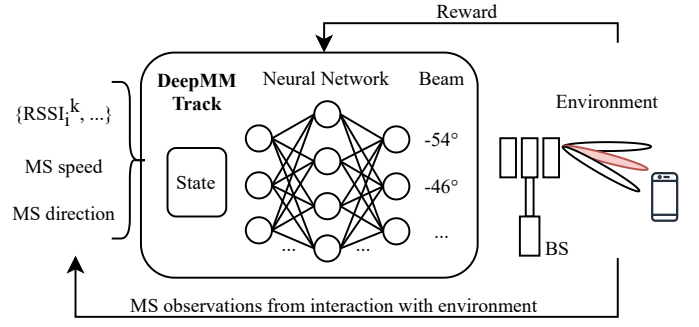 Reward
DeepMM
Track
Neural Network
Beam
{RSSI_i^k, ...}
MS speed
MS direction
State
-54°
-46°
...
...
...
Environment
BS
MS observations from interaction with environment